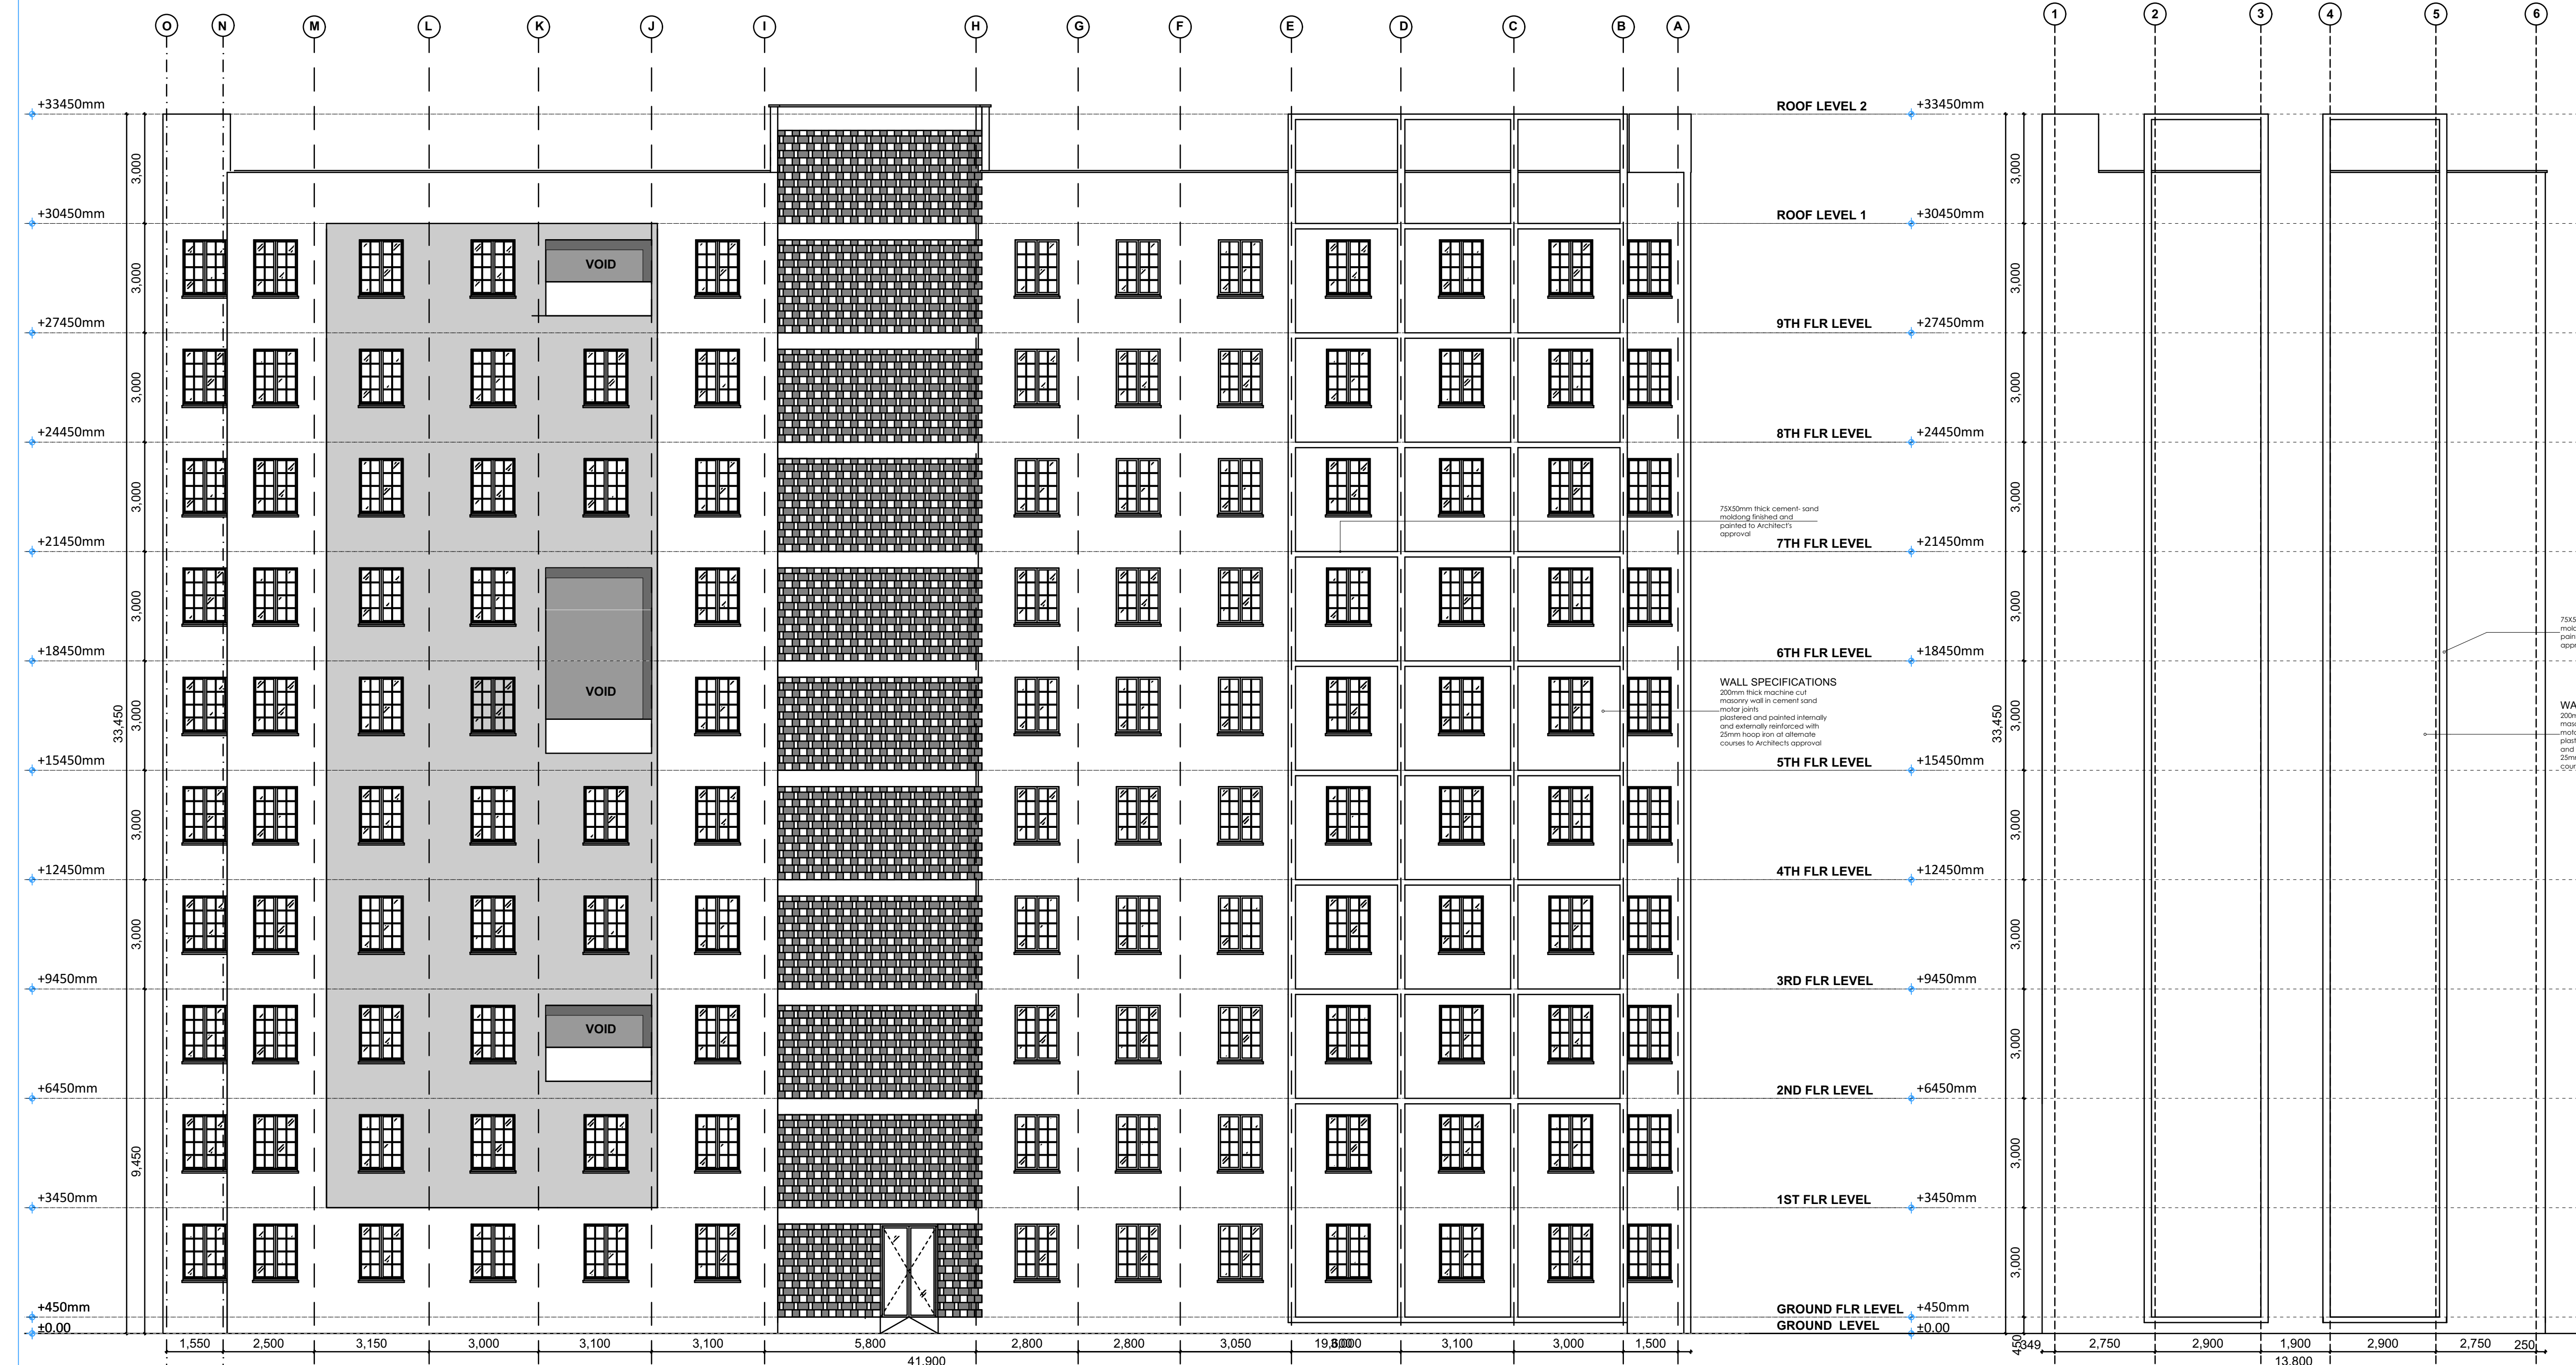 O N M L K J I H G F E D C B A 1 2 3 4 5 6
+33450mm
ROOF LEVEL 2 +33450mm
3,000
3,000
+30450mm
ROOF LEVEL 1 +30450mm
VOID
3,000
3,000
+27450mm
9TH FLR LEVEL +27450mm
3,000
3,000
+24450mm
8TH FLR LEVEL +24450mm
3,000
3,000
75X50mm thick cement- sand
moldong finished and
painted to Architect's
approval
+21450mm
7TH FLR LEVEL +21450mm
3,000
3,000
+18450mm
6TH FLR LEVEL +18450mm
WALL SPECIFICATIONS
200mm thick machine cut
masonry wall in cement sand
motar joints
plastered and painted internally
and externally reinforced with
25mm hoop iron at alternate
courses to Architects approval
VOID
33,450
3,000
33,450
3,000
+15450mm
5TH FLR LEVEL +15450mm
3,000
3,000
+12450mm
4TH FLR LEVEL +12450mm
3,000
3,000
+9450mm
3RD FLR LEVEL +9450mm
VOID
3,000
+6450mm
2ND FLR LEVEL +6450mm
9,450
3,000
+3450mm
1ST FLR LEVEL +3450mm
3,000
+450mm
GROUND FLR LEVEL +450mm
±0.00
GROUND LEVEL ±0.00
1,550 2,500 3,150 3,000 3,100 3,100 5,800 2,800 2,800 3,050 3,100 3,000 1,500
450 349 2,750 2,900 1,900 2,900 2,750 250
41,900
13,800